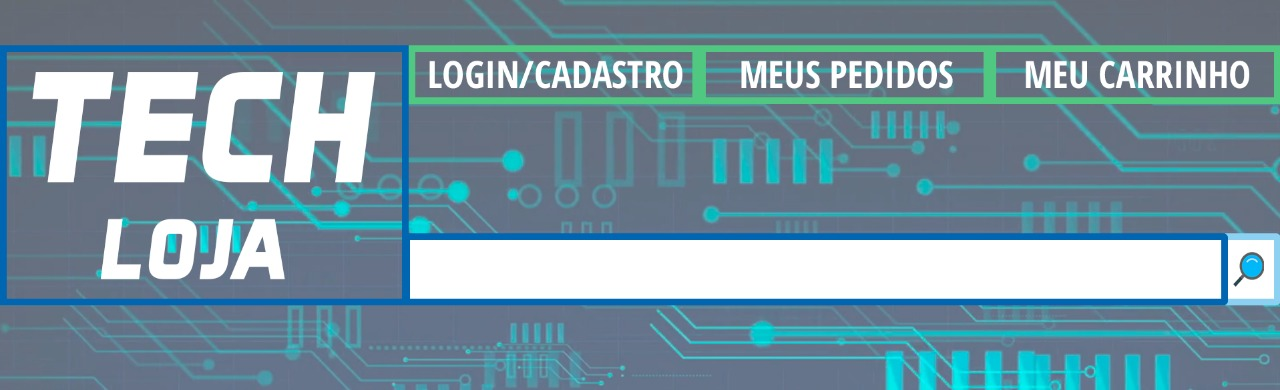 TECH
LOJA
LOGIN/CADASTRO
MEUS PEDIDOS
MEU CARRINHO